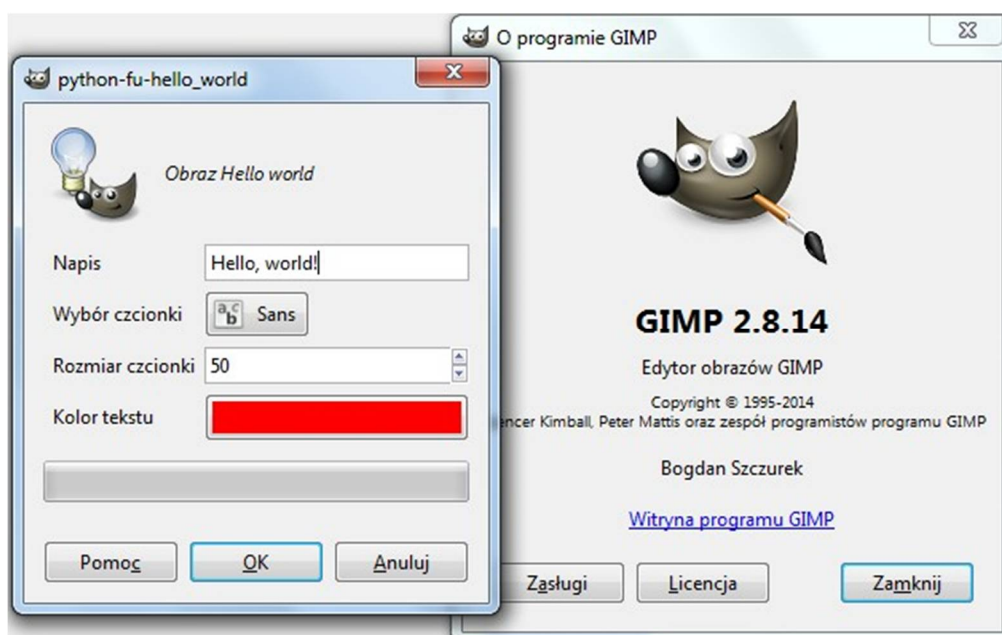 python-fu-hello_world
Obraz Hello world
Napis
Hello, world!
Wybór czcionki
abc Sans
Rozmiar czcionki
50
Kolor tekstu
Pomoc
OK
Anuluj
O programie GIMP
GIMP 2.8.14
Edytor obrazów GIMP
Copyright © 1995-2014
Kimball, Peter Mattis oraz zespół programistów programu GIMP
Bogdan Szczurek
Witryna programu GIMP
Zasługi
Licencja
Zamknij